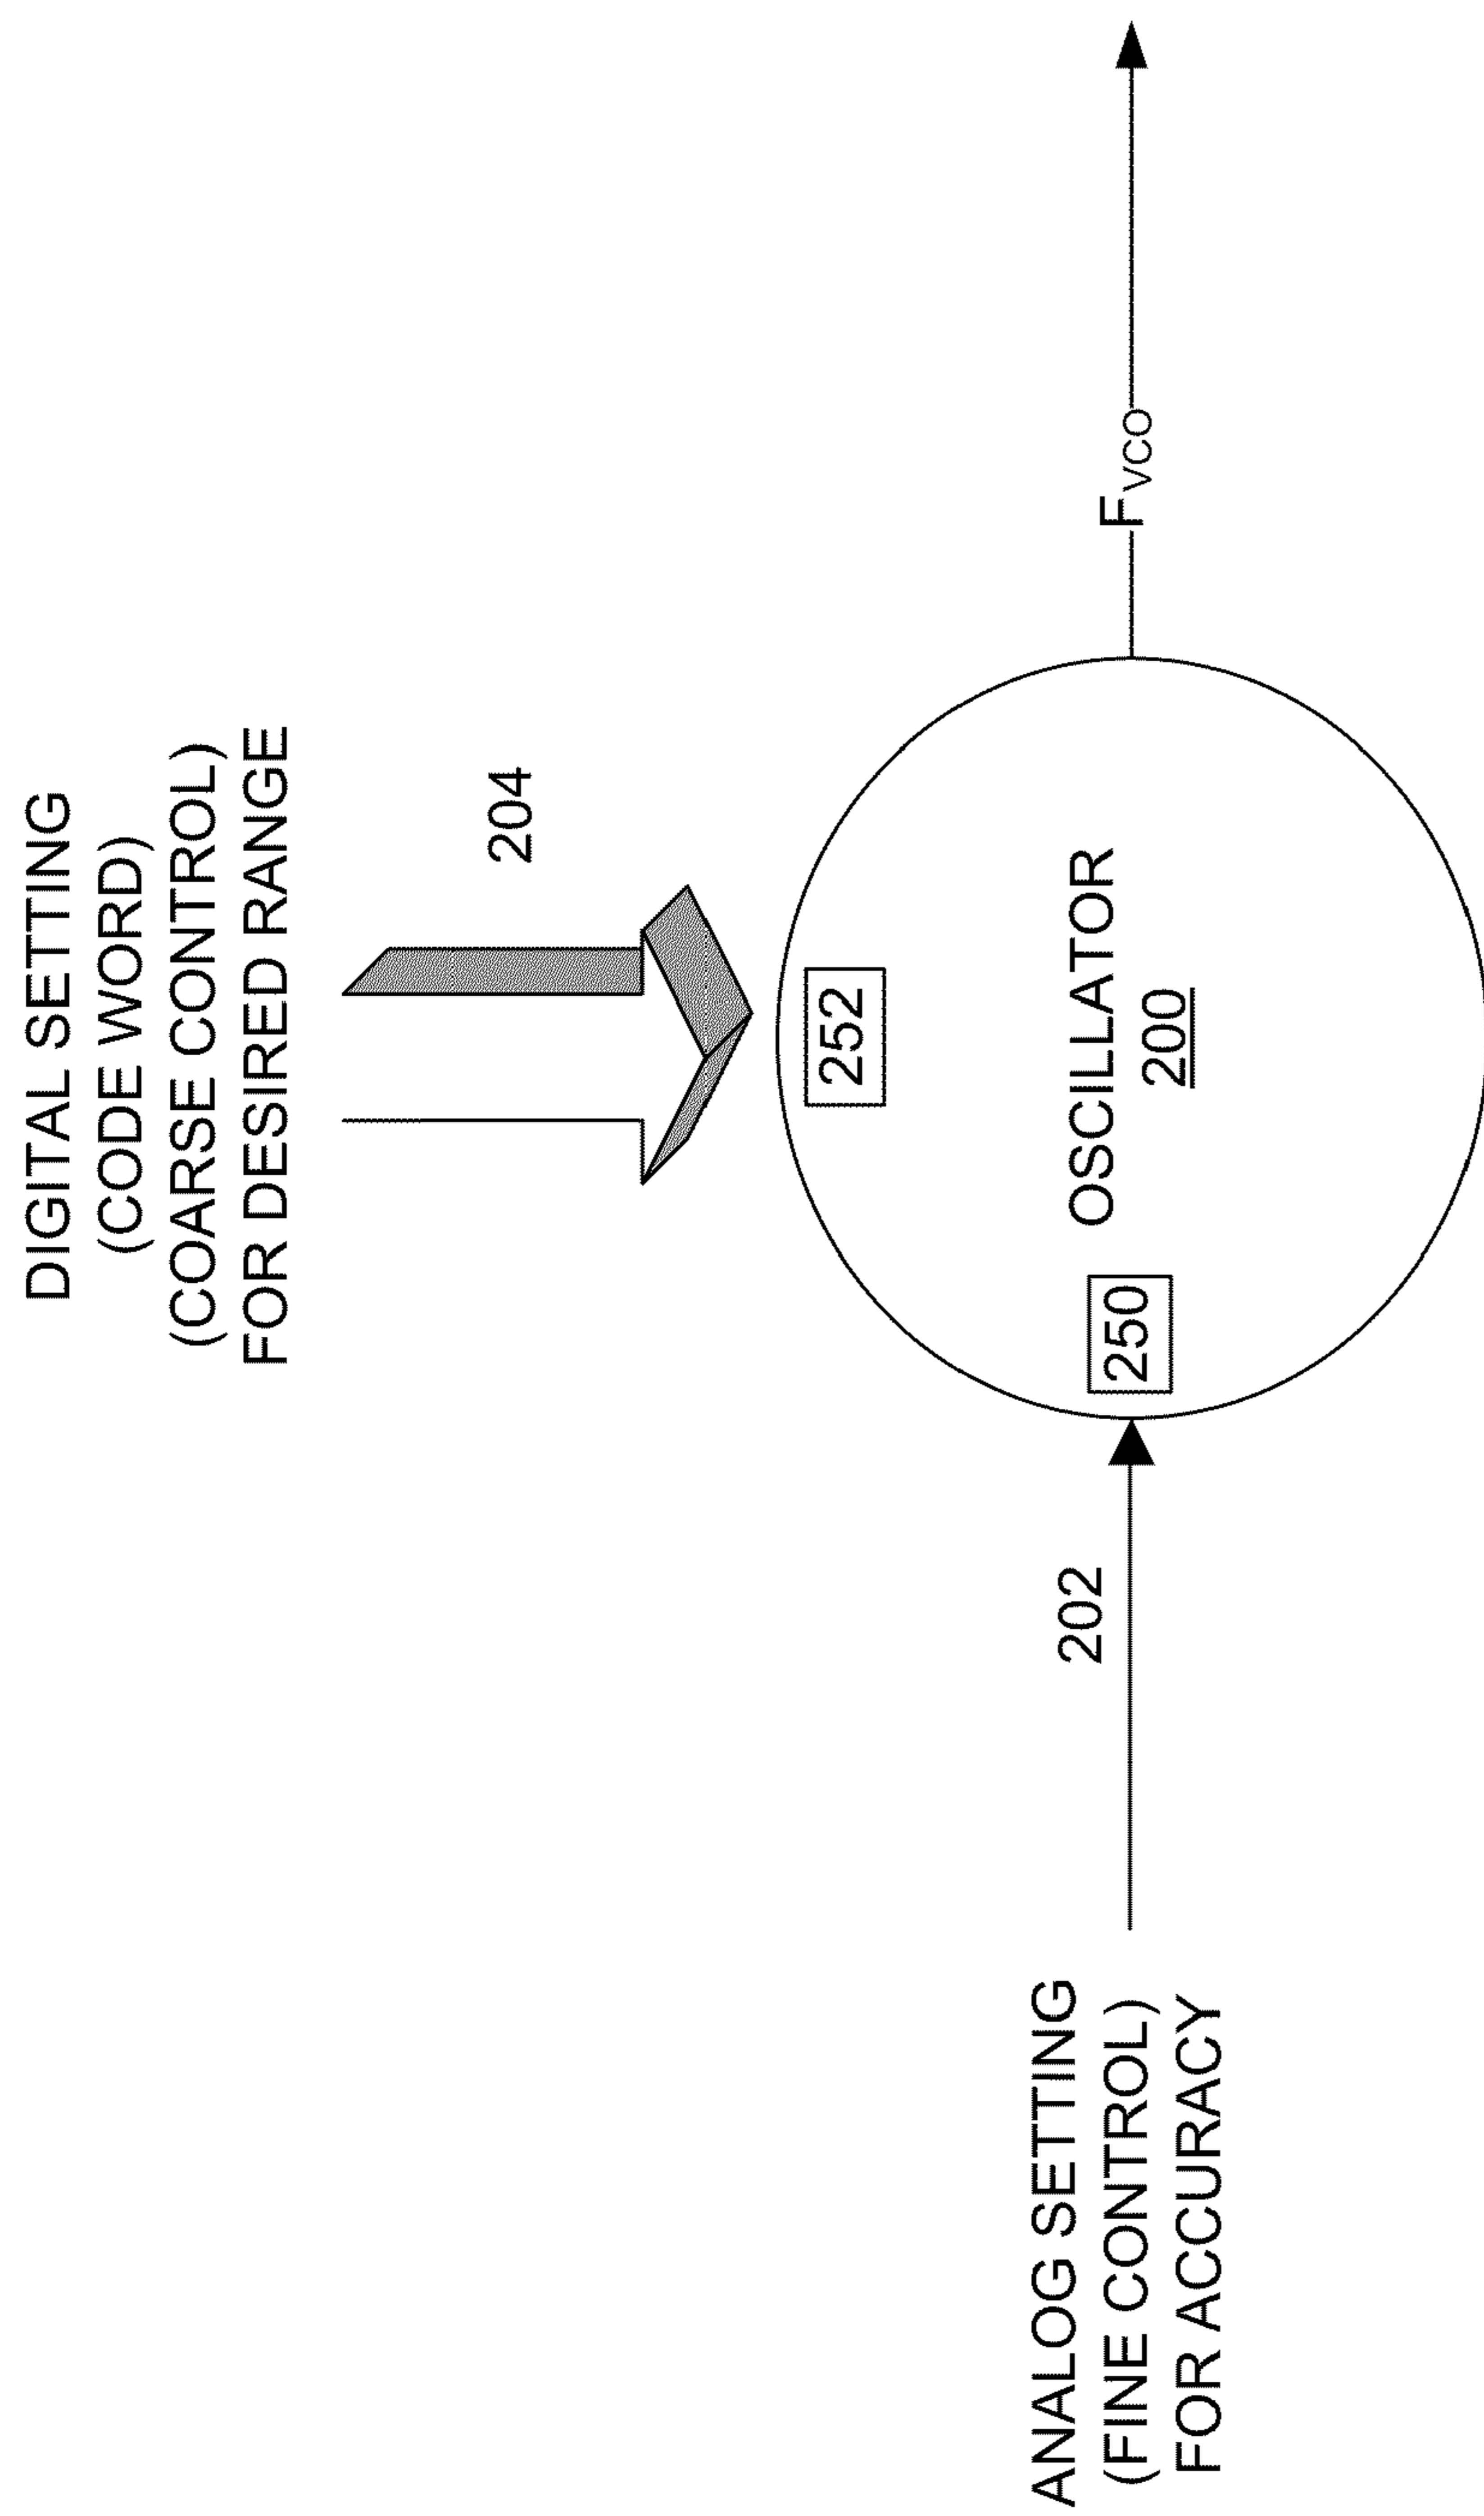 DIGITAL SETTING
(CODE WORD)
(COARSE CONTROL)
FOR DESIRED RANGE
204
252
ANALOG SETTING
(FINE CONTROL)
FOR ACCURACY
202
250
OSCILLATOR
200
FVCO